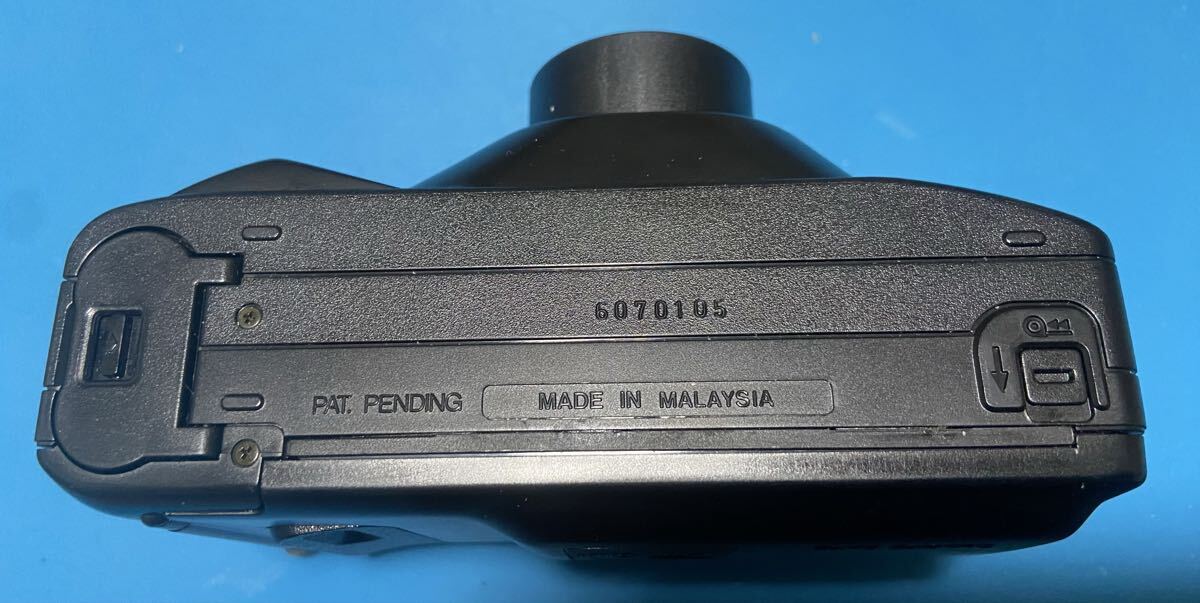 6070105
PAT. PENDING
MADE IN MALAYSIA